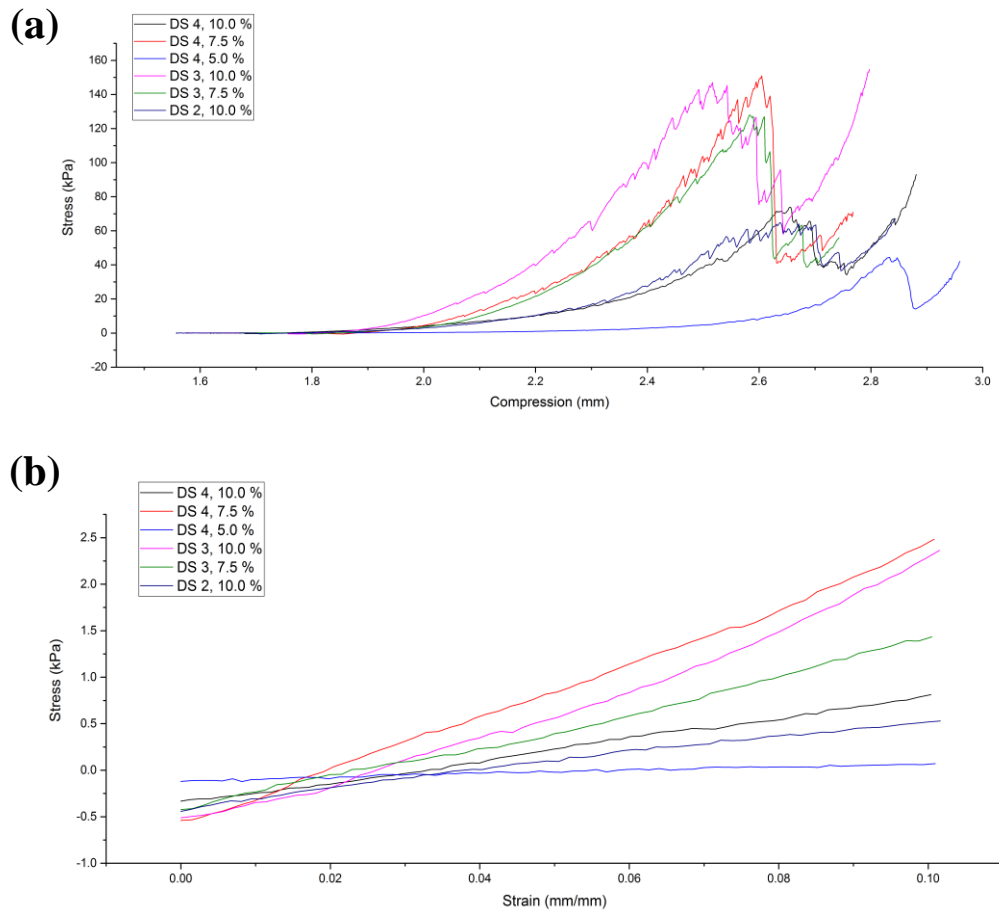 (a)
DS 4, 10.0 %
DS 4, 7.5 %
DS 4, 5.0 %
DS 3, 10.0 %
DS 3, 7.5 %
DS 2, 10.0 %
160
140
120
100
80
60
40
20
0
-20
Stress (kPa)
1.6 1.8 2.0 2.2 2.4 2.6 2.8 3.0
Compression (mm)
(b)
DS 4, 10.0 %
DS 4, 7.5 %
DS 4, 5.0 %
DS 3, 10.0 %
DS 3, 7.5 %
DS 2, 10.0 %
2.5
2.0
1.5
1.0
0.5
0.0
-0.5
-1.0
Stress (kPa)
0.00 0.02 0.04 0.06 0.08 0.10
Strain (mm/mm)